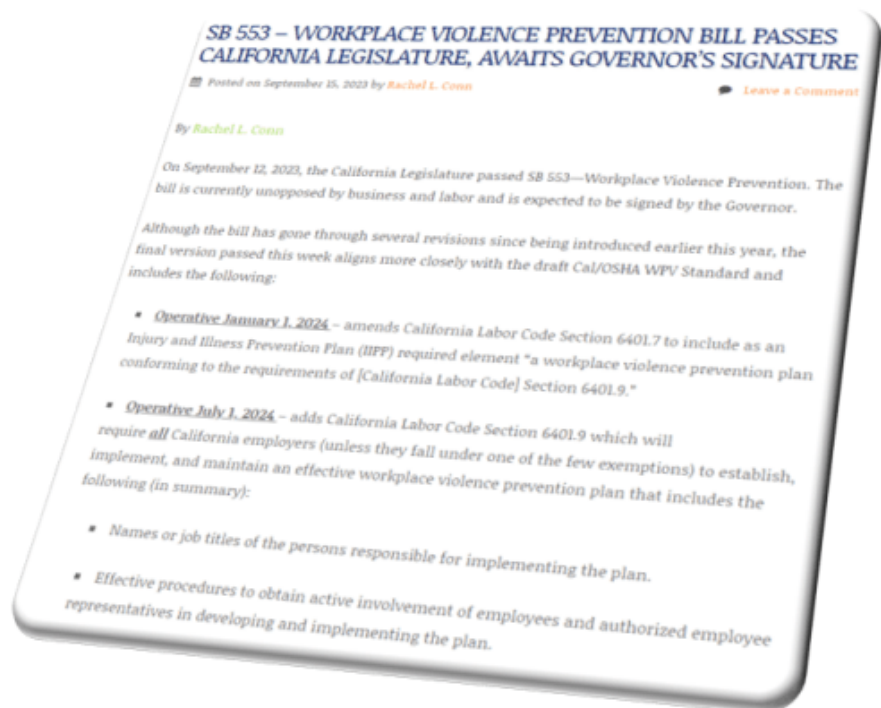 SB 553 – WORKPLACE VIOLENCE PREVENTION BILL PASSES
CALIFORNIA LEGISLATURE, AWAITS GOVERNOR'S SIGNATURE
Posted on September 15, 2023 by Rachel L. Conn
Leave a Comment
By Rachel L. Conn
On September 12, 2023, the California Legislature passed SB 553—Workplace Violence Prevention. The
bill is currently unopposed by business and labor and is expected to be signed by the Governor.
Although the bill has gone through several revisions since being introduced earlier this year, the
final version passed this week aligns more closely with the draft Cal/OSHA WPV Standard and
includes the following:
▪ Operative January 1, 2024 – amends California Labor Code Section 6401.7 to include as an
Injury and Illness Prevention Plan (IIPP) required element “a workplace violence prevention plan
conforming to the requirements of [California Labor Code] Section 6401.9.”
▪ Operative July 1, 2024 – adds California Labor Code Section 6401.9 which will
require all California employers (unless they fall under one of the few exemptions) to establish,
implement, and maintain an effective workplace violence prevention plan that includes the
following (in summary):
▪ Names or job titles of the persons responsible for implementing the plan.
▪ Effective procedures to obtain active involvement of employees and authorized employee
representatives in developing and implementing the plan.